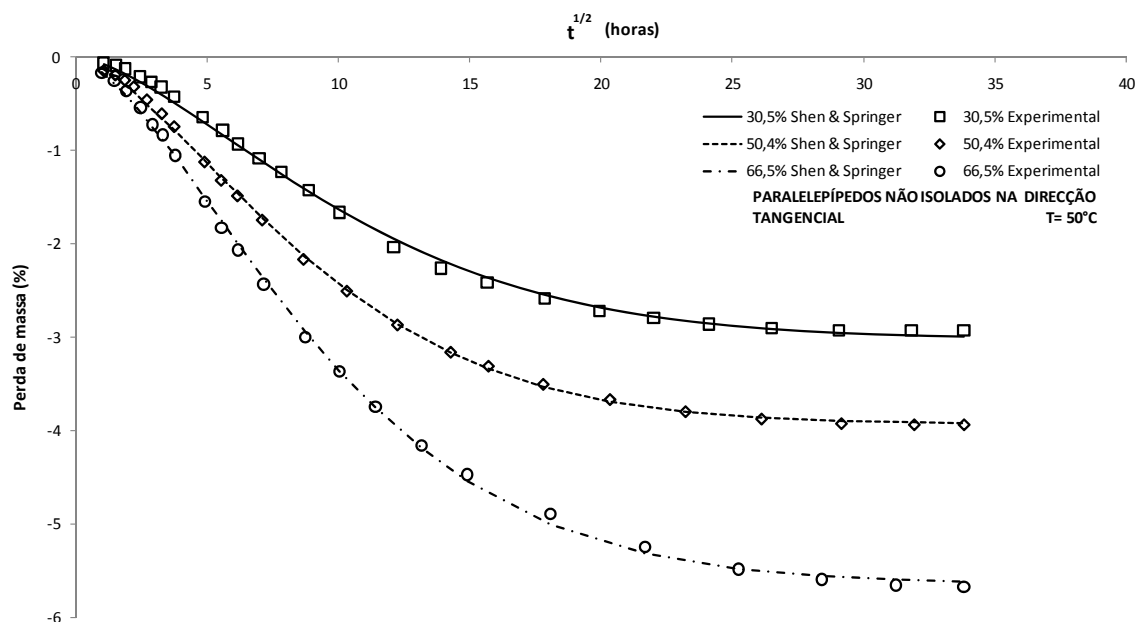 t1/2 (horas)
0 5 10 15 20 25 30 35 40
0
-1
-2
-3
-4
-5
-6
Perda de massa (%)
30,5% Shen & Springer 30,5% Experimental
50,4% Shen & Springer 50,4% Experimental
66,5% Shen & Springer 66,5% Experimental
PARALELEPÍPEDOS NÃO ISOLADOS NA DIRECÇÃO
TANGENCIAL T= 50°C